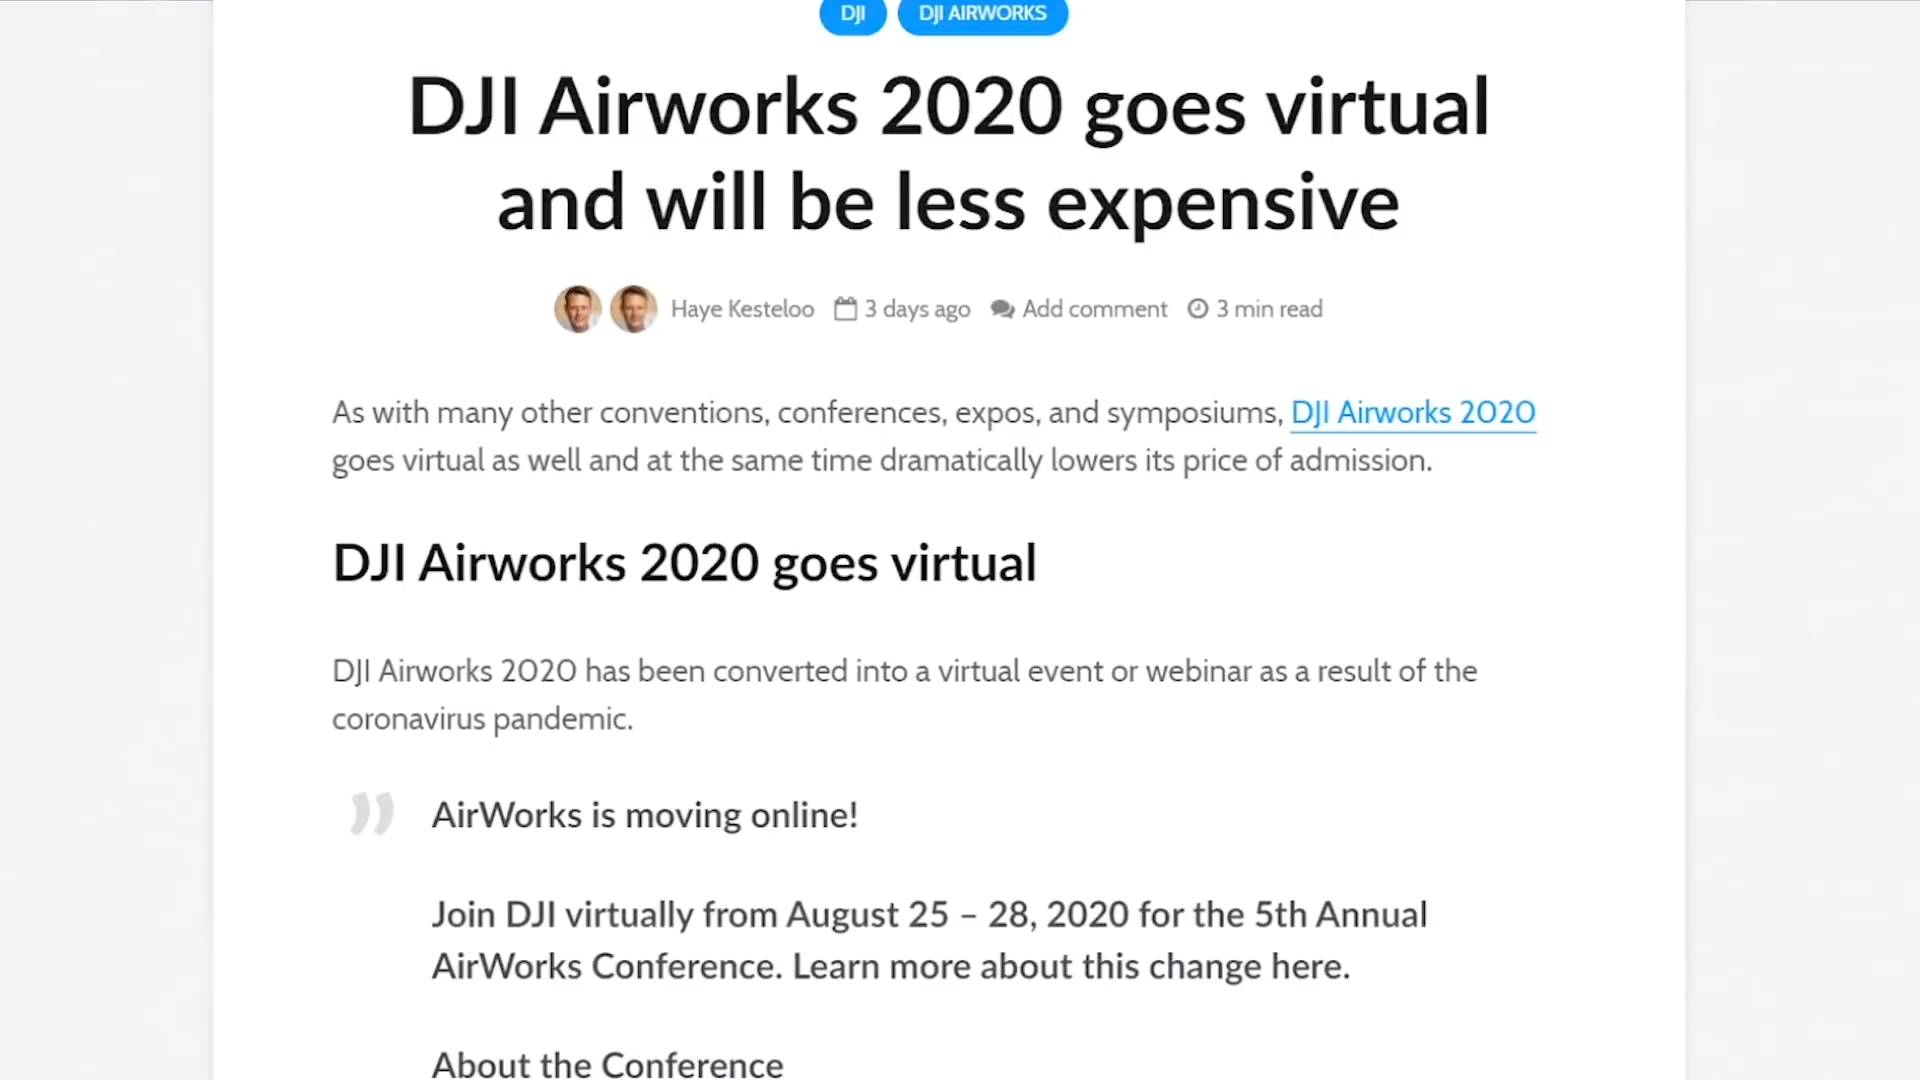 DJI
DJI AIRWORKS
DJI Airworks 2020 goes virtual
and will be less expensive
Haye Kesteloo 3 days ago Add comment 3 min read
As with many other conventions, conferences, expos, and symposiums, DJI Airworks 2020
goes virtual as well and at the same time dramatically lowers its price of admission.
DJI Airworks 2020 goes virtual
DJI Airworks 2020 has been converted into a virtual event or webinar as a result of the
coronavirus pandemic.
” AirWorks is moving online!
Join DJI virtually from August 25 – 28, 2020 for the 5th Annual
AirWorks Conference. Learn more about this change here.
About the Conference